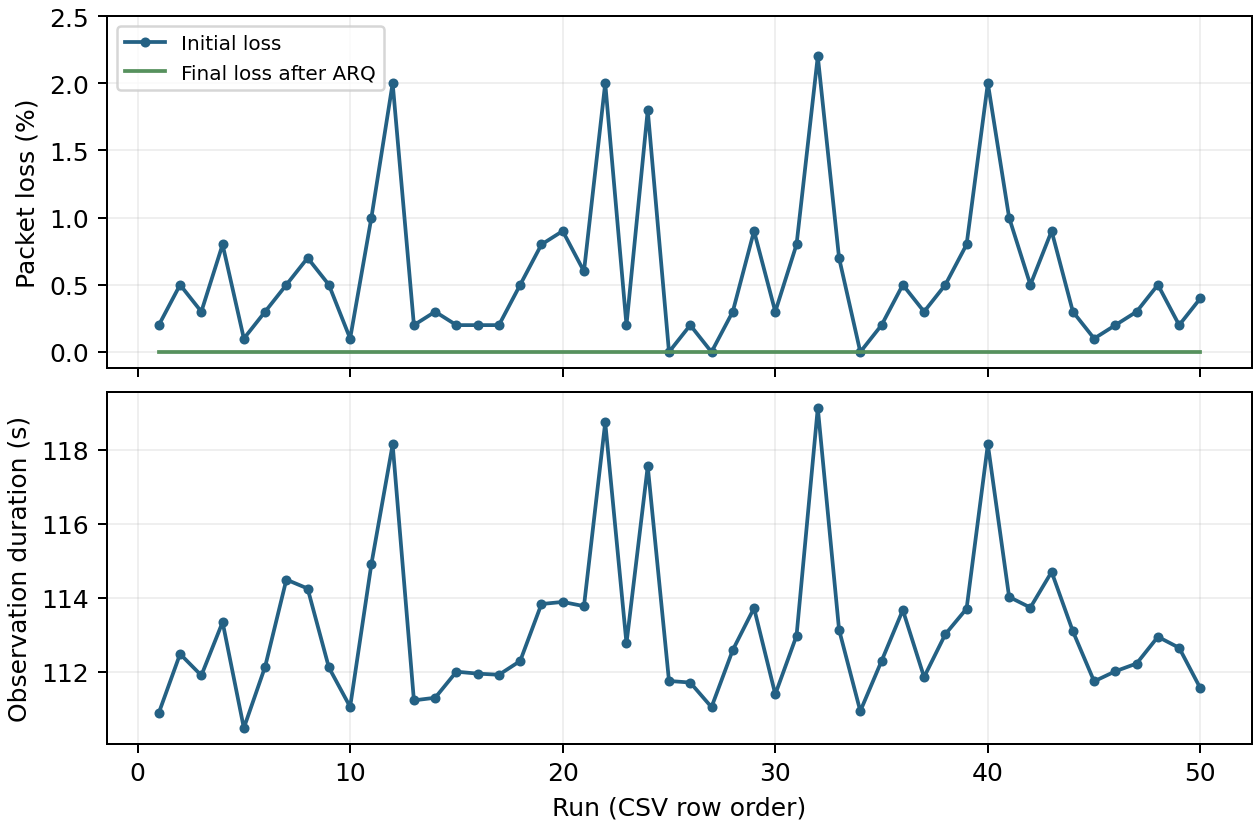 2.5
2.0
1.5
1.0
0.5
0.0
Packet loss (%)
Initial loss
Final loss after ARQ
118
116
114
112
Observation duration (s)
0 10 20 30 40 50
Run (CSV row order)